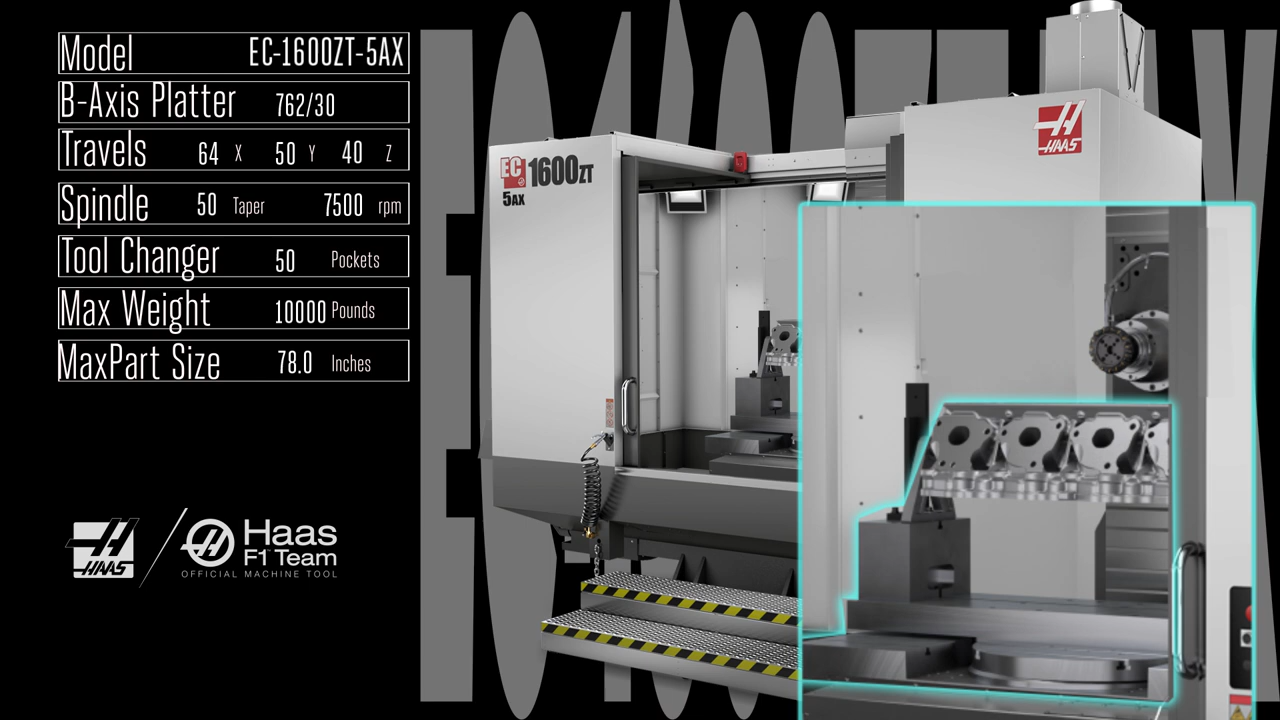 Model EC-1600ZT-5AX
B-Axis Platter 762/30
Travels 64 X 50 Y 40 Z
Spindle 50 Taper 7500 rpm
Tool Changer 50 Pockets
Max Weight 10000 Pounds
MaxPart Size 78.0 Inches
HAAS
Haas
F1 Team
OFFICIAL MACHINE TOOL
EC 1600ZT
5AX
HAAS